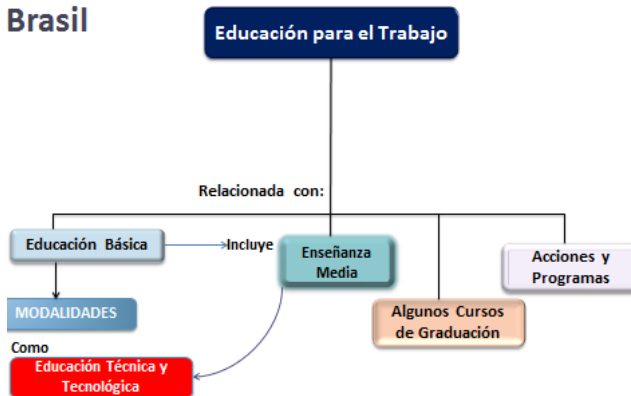 Brasil
Educación para el Trabajo
Relacionada con:
Educación Básica
Incluye
Enseñanza
Media
Acciones y
Programas
MODALIDADES
Algunos Cursos
de Graduación
Como
Educación Técnica y
Tecnológica